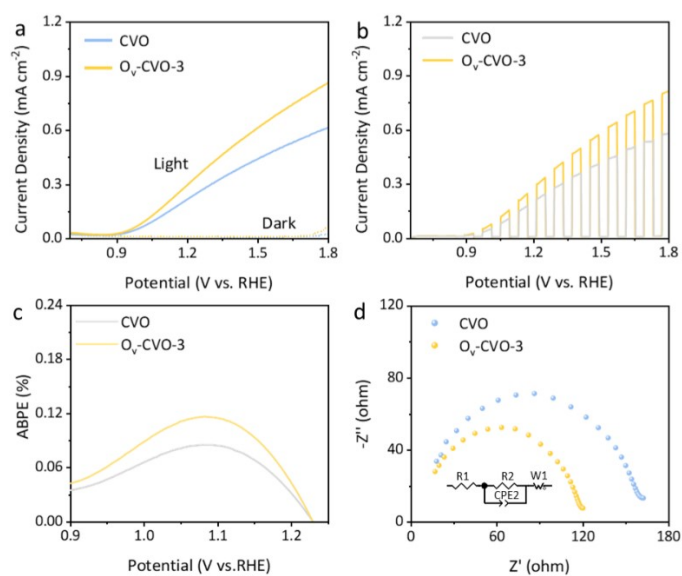 a
CVO
Oᵥ-CVO-3
Light
Dark
Current Density (mA cm⁻²)
1.2
0.9
0.6
0.3
0.0
0.9 1.2 1.5 1.8
Potential (V vs. RHE)
b
CVO
Oᵥ-CVO-3
Current Density (mA cm⁻²)
1.2
0.9
0.6
0.3
0.0
0.9 1.2 1.5 1.8
Potential (V vs. RHE)
c
CVO
Oᵥ-CVO-3
ABPE (%)
0.24
0.18
0.12
0.06
0.00
0.9 1.0 1.1 1.2
Potential (V vs.RHE)
d
CVO
Oᵥ-CVO-3
R1 R2 W1
CPE2
-Z'' (ohm)
120
80
40
0
0 60 120 180
Z' (ohm)